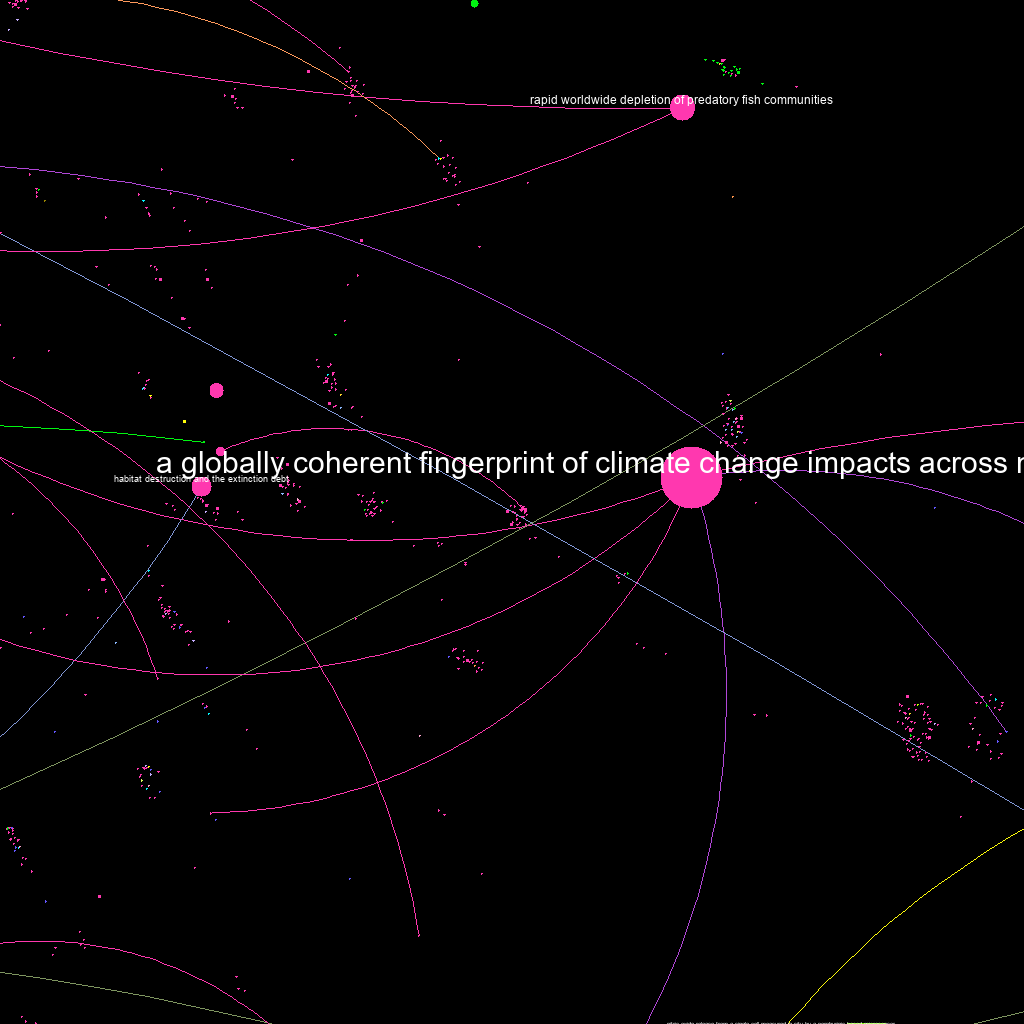 rapid worldwide depletion of predatory fish communities
a globally coherent fingerprint of climate change impacts across
habitat destruction and the extinction debt